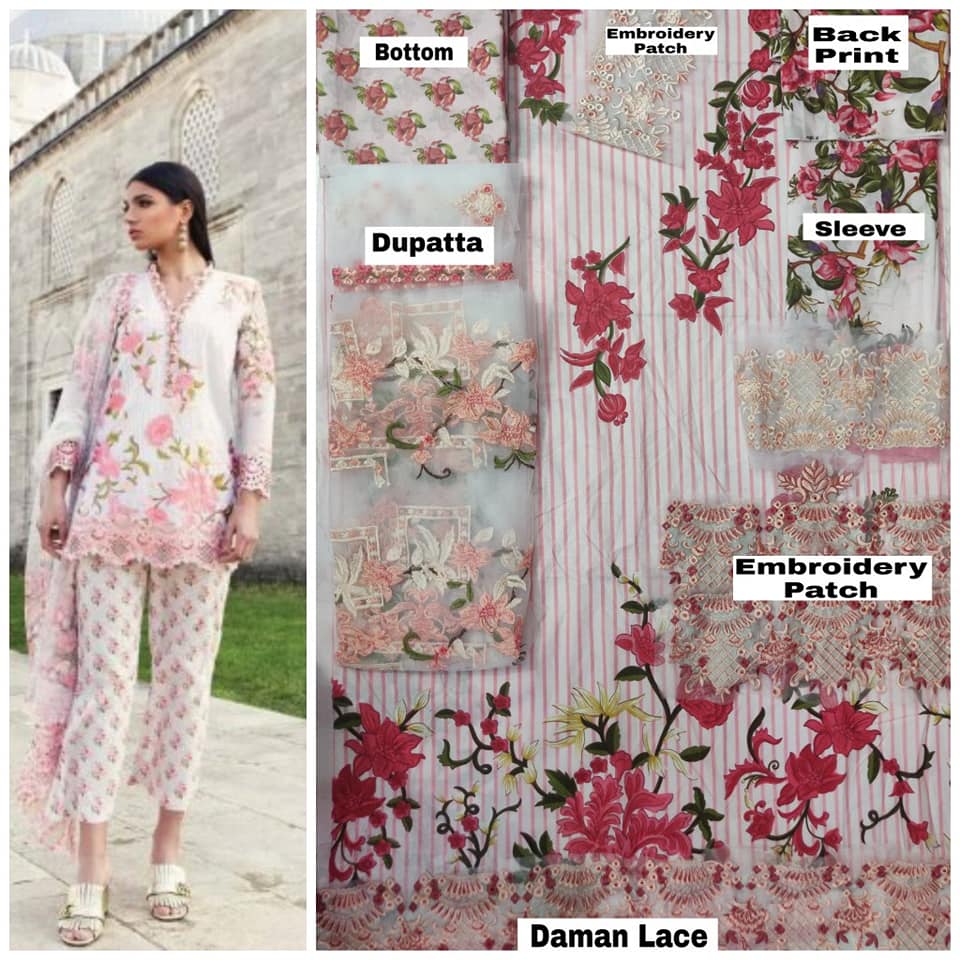 Bottom
Embroidery
Patch
Back
Print
Dupatta
Sleeve
Embroidery
Patch
Daman Lace